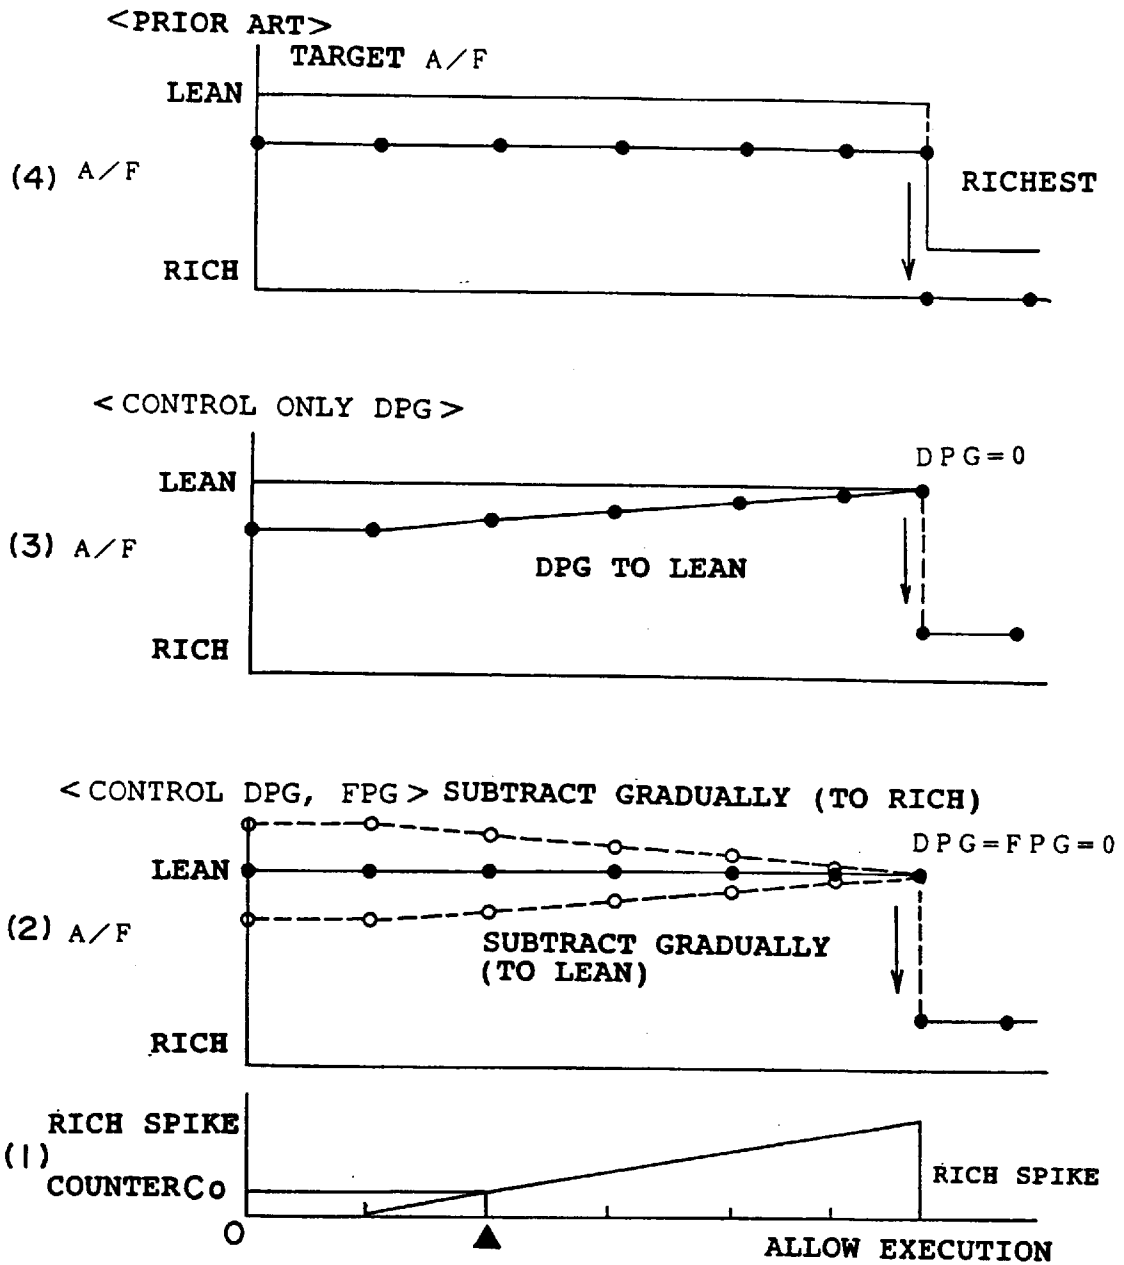 <PRIOR ART>
TARGET A/F
LEAN
(4) A/F
RICHEST
RICH
<CONTROL ONLY DPG>
DPG=0
LEAN
(3) A/F
DPG TO LEAN
RICH
<CONTROL DPG, FPG> SUBTRACT GRADUALLY (TO RICH)
DPG=FPG=0
LEAN
(2) A/F
SUBTRACT GRADUALLY
(TO LEAN)
RICH
RICH SPIKE
(1)
COUNTER Co
RICH SPIKE
0
ALLOW EXECUTION